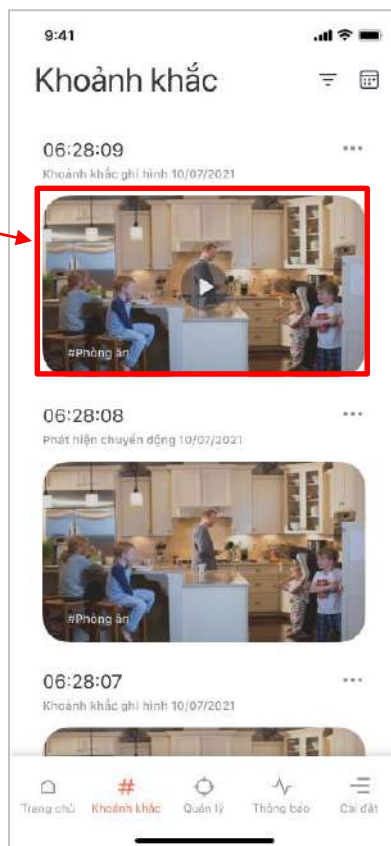 9:41
Khoảnh khắc
06:28:09
Khoảnh khắc ghi hình 10/07/2021
#Phòng ăn
06:28:08
Phát hiện chuyển động 10/07/2021
#Phòng ăn
06:28:07
Khoảnh khắc ghi hình 10/07/2021
Trang chủ Khoảnh khắc Quản lý Thông báo Cài đặt